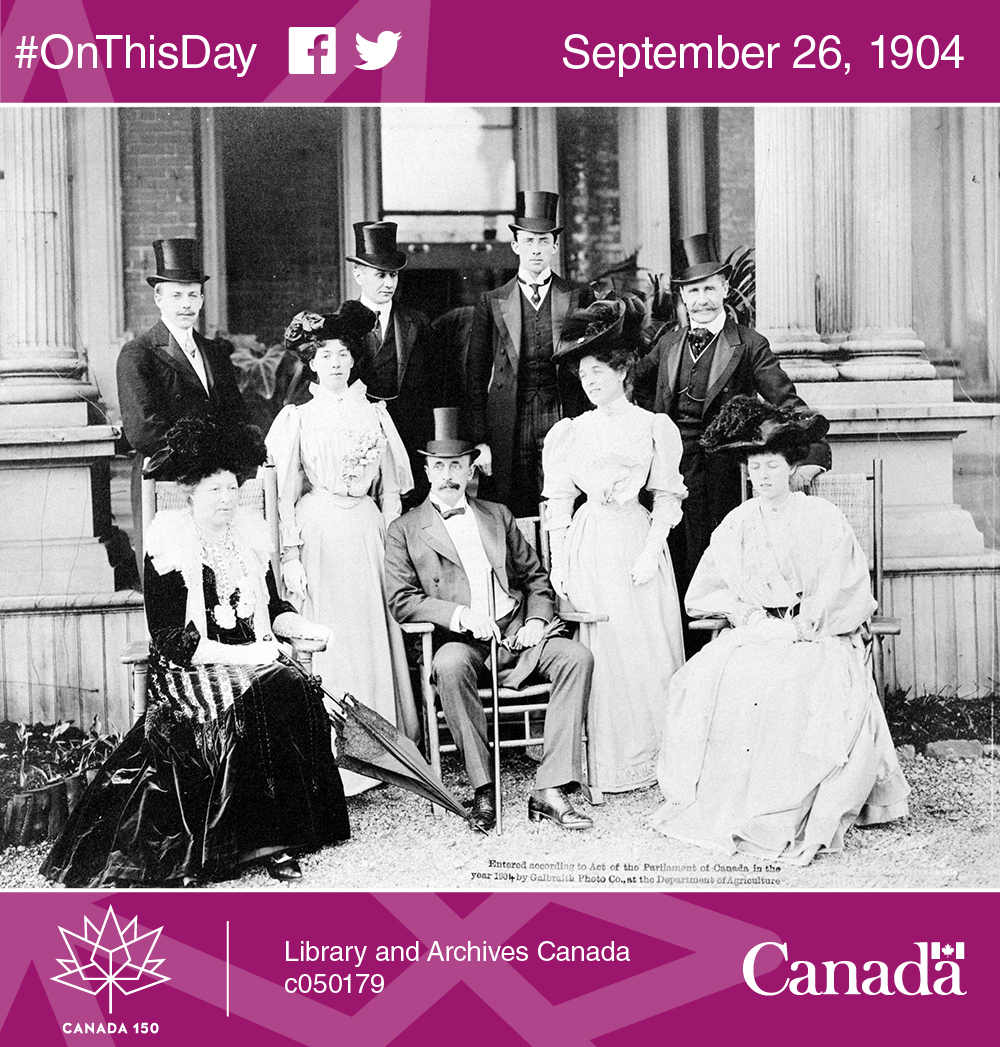 #OnThisDay
September 26, 1904
Entered according to Act of the Parliament of Canada in the
year 1904 by Galbraith Photo Co., at the Department of Agriculture
CANADA 150
Library and Archives Canada
c050179
Canada